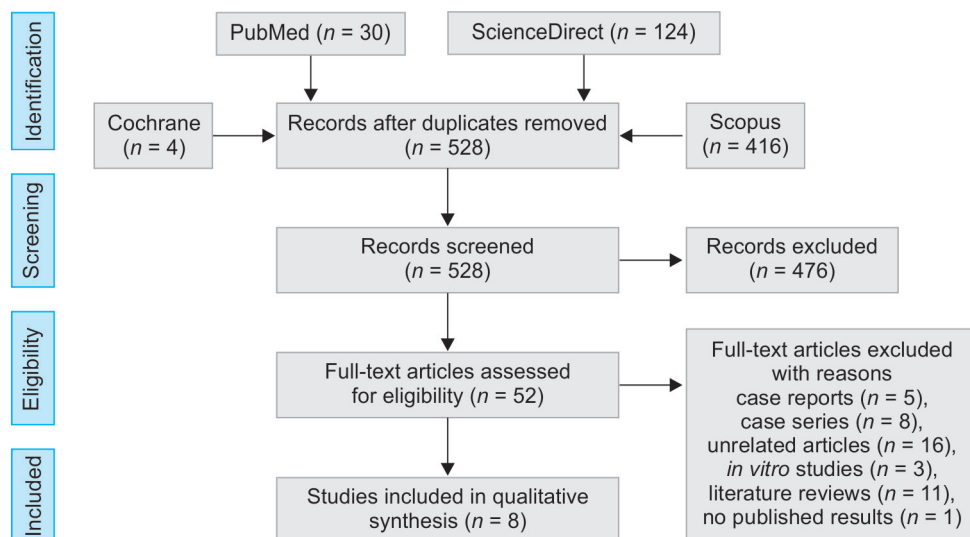 Identification
PubMed (n = 30)
ScienceDirect (n = 124)
Cochrane
(n = 4)
Records after duplicates removed
(n = 528)
Scopus
(n = 416)
Screening
Records screened
(n = 528)
Records excluded
(n = 476)
Eligibility
Full-text articles assessed
for eligibility (n = 52)
Full-text articles excluded
with reasons
case reports (n = 5),
case series (n = 8),
unrelated articles (n = 16),
in vitro studies (n = 3),
literature reviews (n = 11),
no published results (n = 1)
Included
Studies included in qualitative
synthesis (n = 8)